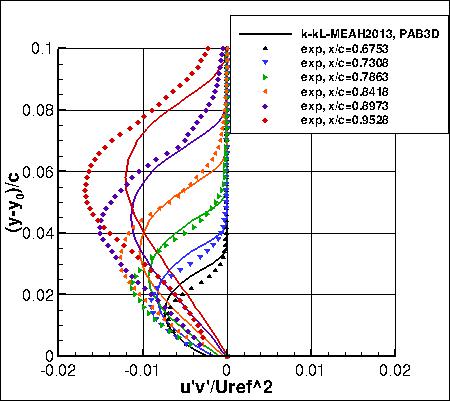 k-kL-MEAH2013, PAB3D
exp, x/c=0.6753
exp, x/c=0.7308
exp, x/c=0.7863
exp, x/c=0.8418
exp, x/c=0.8973
exp, x/c=0.9528
0.1
0.08
0.06
0.04
0.02
0
(y-y0)/c
-0.02 -0.01 0 0.01 0.02
u'v'/Uref^2